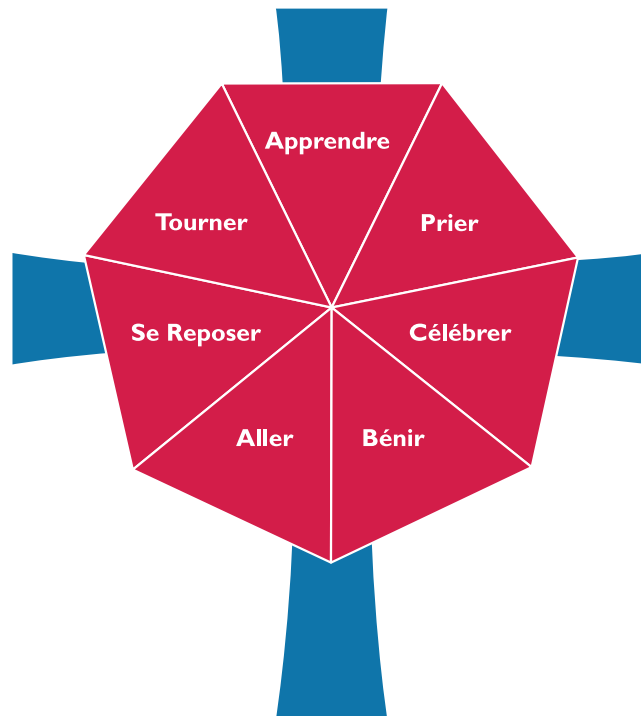 Apprendre
Tourner
Prier
Se Reposer
Célébrer
Aller
Bénir